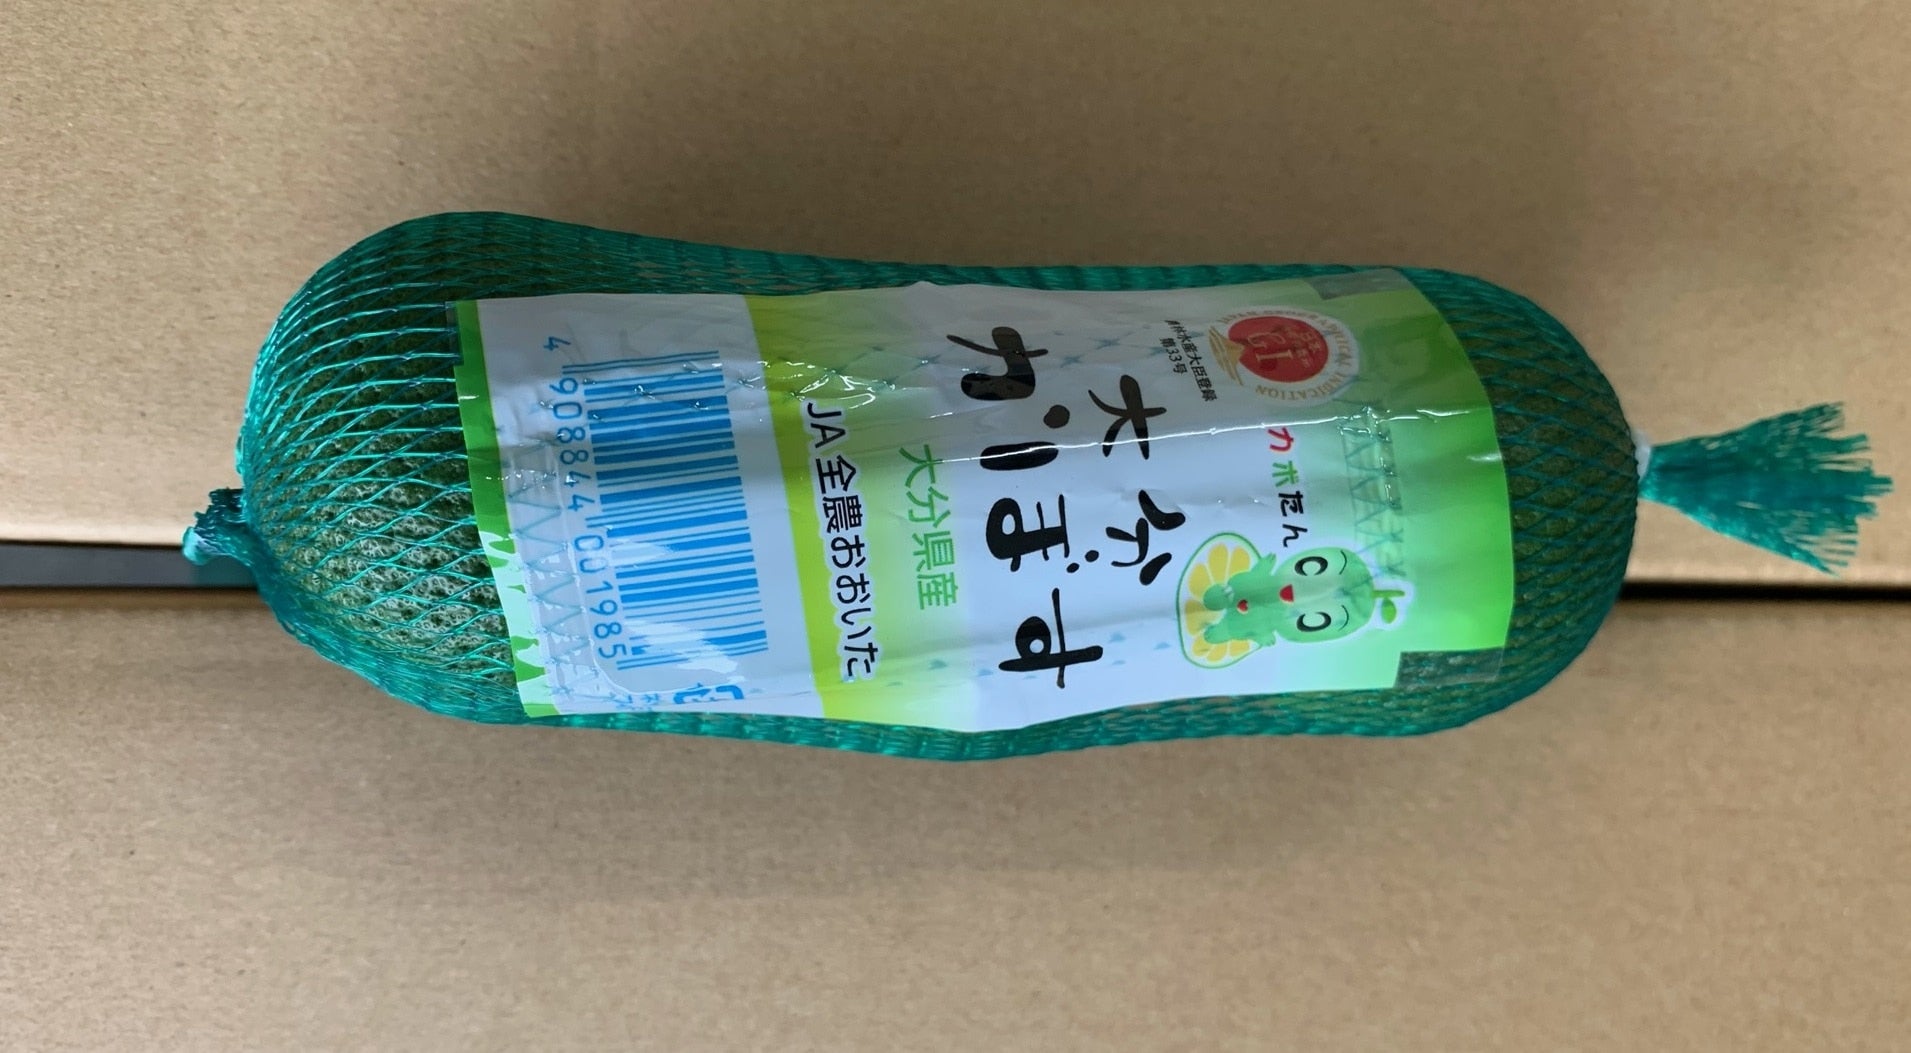 JAPAN GEOGRAPHICAL INDICATION
GI
農林水産大臣登録
第33号
カボたん
大分
かぼす
大分県産
JA全農おおいた
4 908844 001985